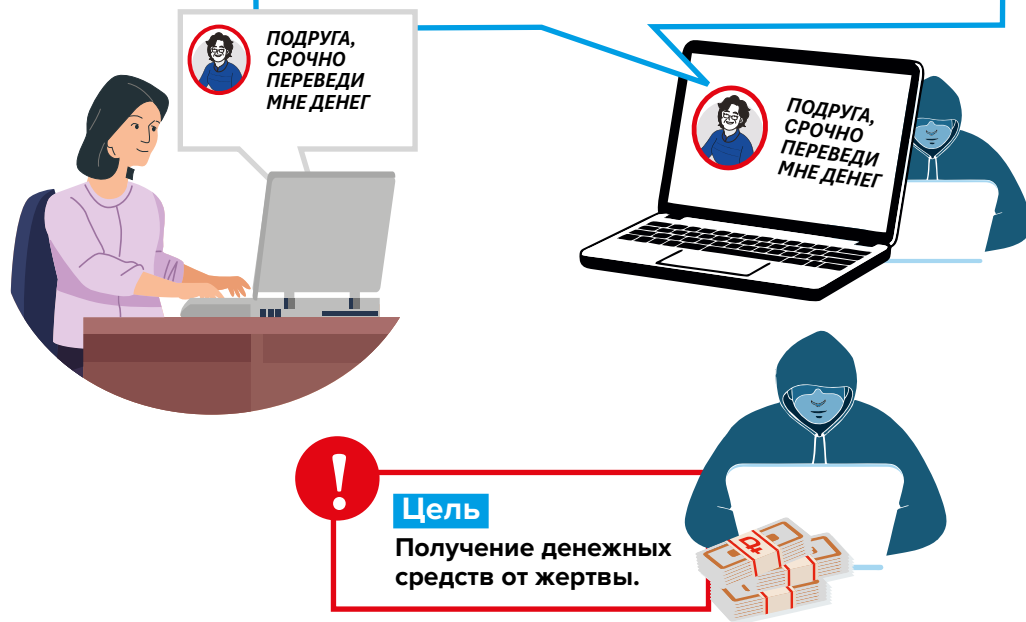 ПОДРУГА,
СРОЧНО
ПЕРЕВЕДИ
МНЕ ДЕНЕГ
ПОДРУГА,
СРОЧНО
ПЕРЕВЕДИ
МНЕ ДЕНЕГ
!
Цель
Получение денежных
средств от жертвы.